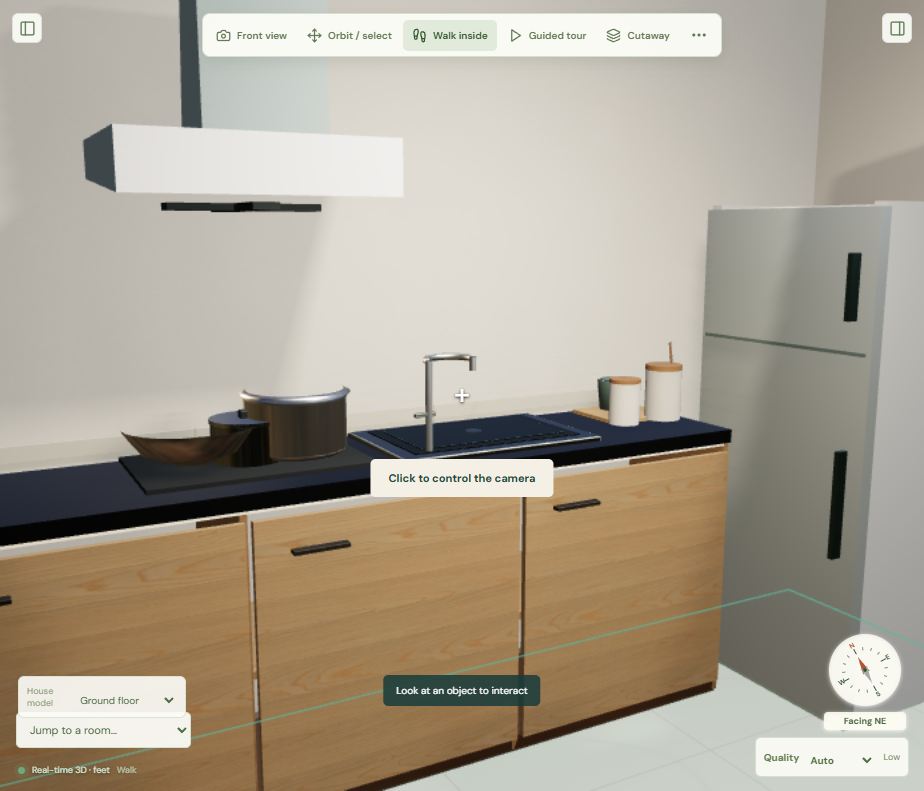 Front view
Orbit / select
Walk inside
Guided tour
Cutaway
Click to control the camera
Look at an object to interact
House
model
Ground floor
Jump to a room...
Real-time 3D · feet Walk
N
E
S
W
Facing NE
Quality Auto Low